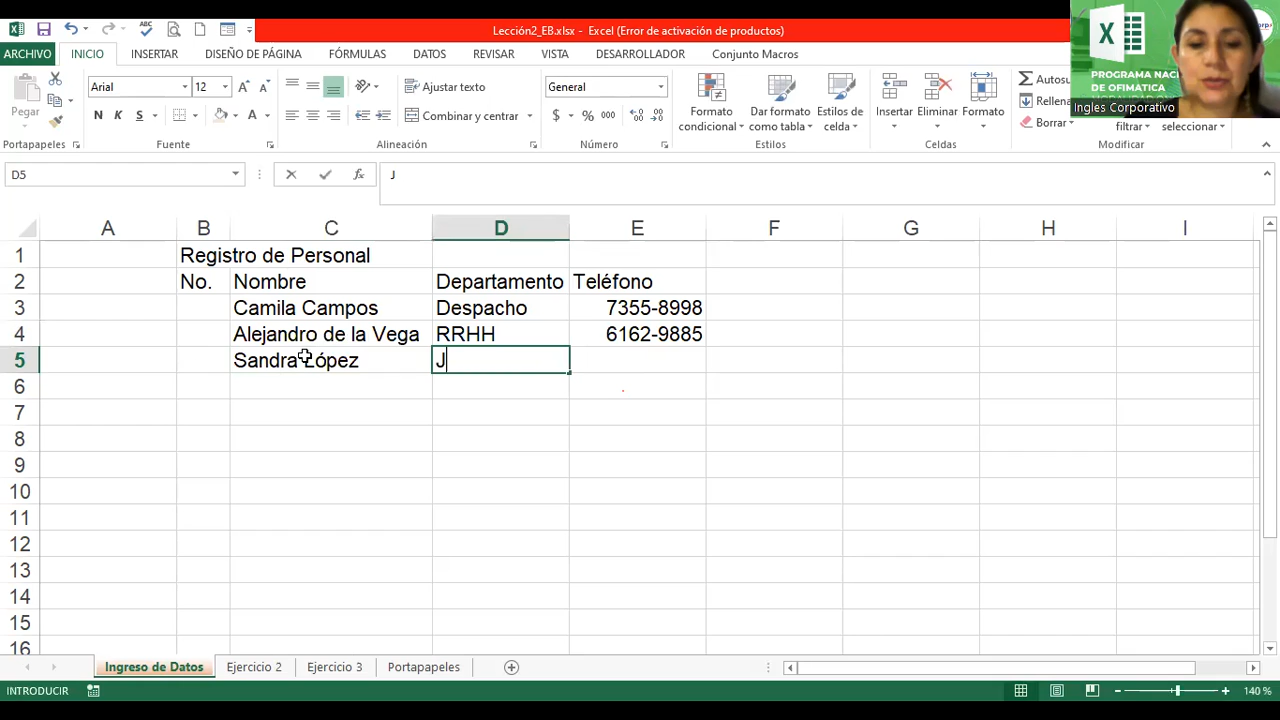 Lección2_EB.xlsx - Excel (Error de activación de productos)
ARCHIVO INICIO INSERTAR DISEÑO DE PÁGINA FÓRMULAS DATOS REVISAR VISTA DESARROLLADOR Conjunto Macros
PROGRAMA
DE OFIMATICA
Ingles Corporativo
Pegar
Arial 12
N K S
Ajustar texto
Combinar y centrar
General
$ % 000
Formato condicional
Dar formato como tabla
Estilos de celda
Insertar Eliminar Formato
Borrar
filtrar seleccionar
Portapapeles Fuente Alineación Número Estilos Celdas Modificar
D5 fx J
A B C D E F G H I
1 Registro de Personal
2 No. Nombre Departamento Teléfono
3 Camila Campos Despacho 7355-8998
4 Alejandro de la Vega RRHH 6162-9885
5 Sandra López J
6
7
8
9
10
11
12
13
14
15
16
Ingreso de Datos Ejercicio 2 Ejercicio 3 Portapapeles
INTRODUCIR 140 %